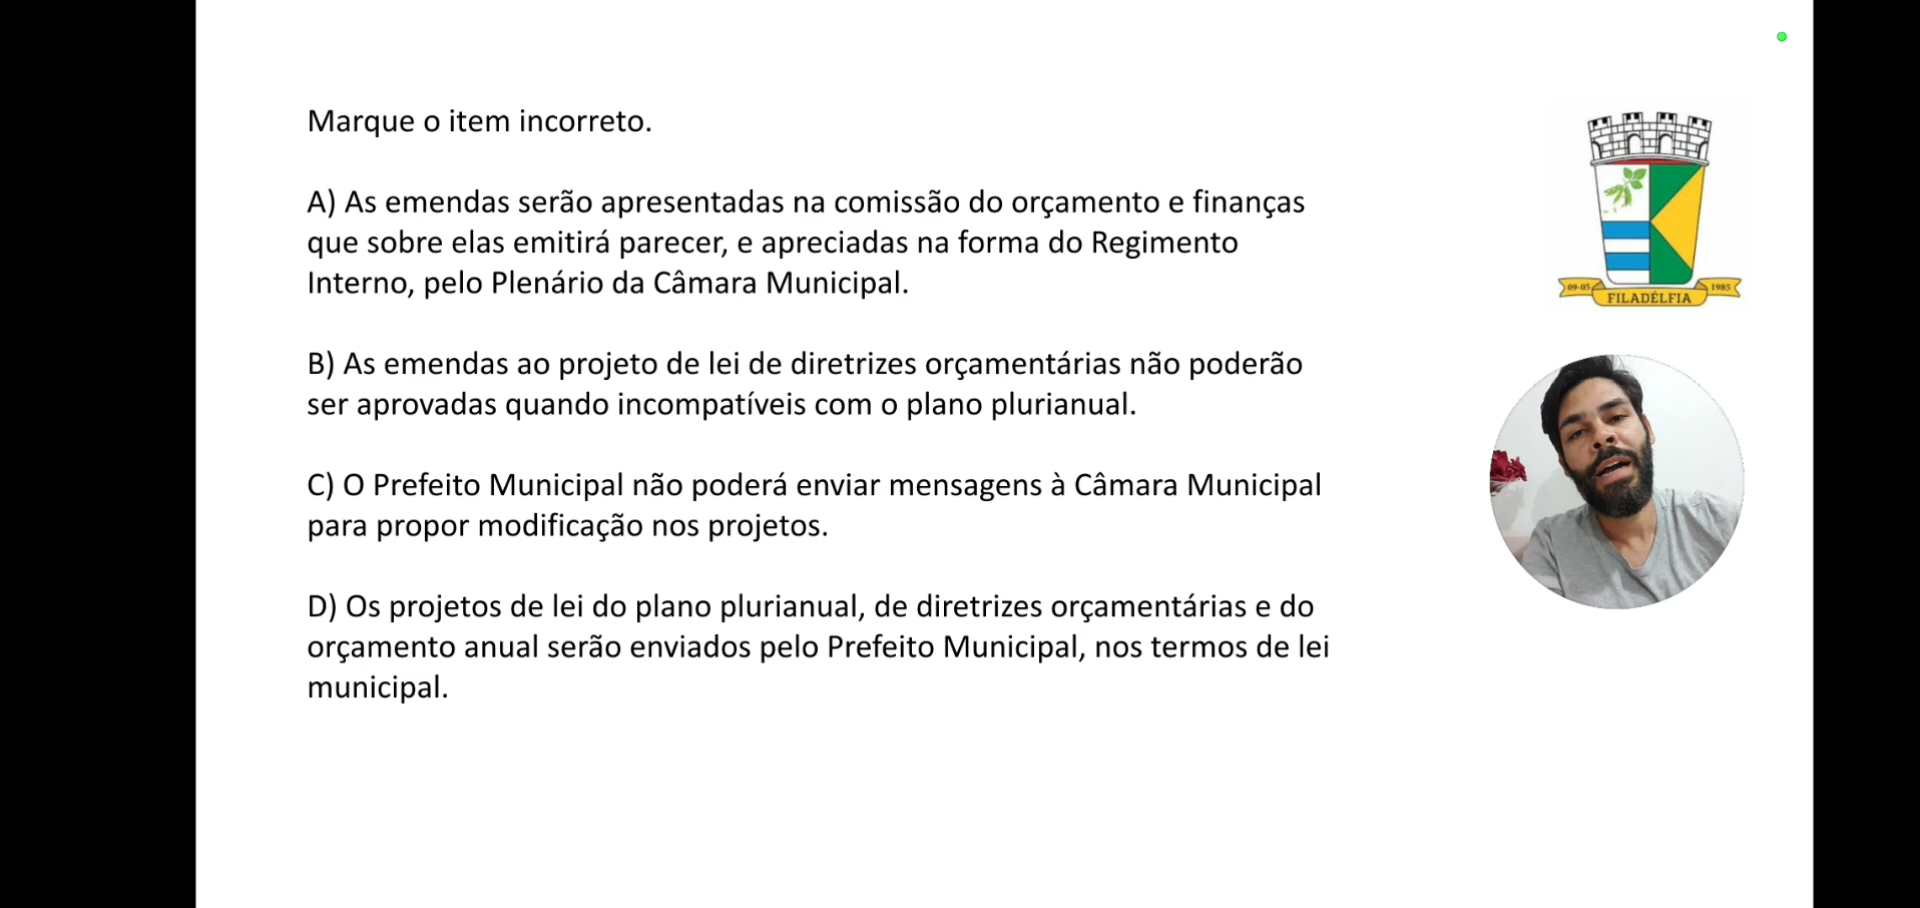 Marque o item incorreto.
A) As emendas serão apresentadas na comissão do orçamento e finanças
que sobre elas emitirá parecer, e apreciadas na forma do Regimento
Interno, pelo Plenário da Câmara Municipal.
B) As emendas ao projeto de lei de diretrizes orçamentárias não poderão
ser aprovadas quando incompatíveis com o plano plurianual.
C) O Prefeito Municipal não poderá enviar mensagens à Câmara Municipal
para propor modificação nos projetos.
D) Os projetos de lei do plano plurianual, de diretrizes orçamentárias e do
orçamento anual serão enviados pelo Prefeito Municipal, nos termos de lei
municipal.
09-05 FILADÉLFIA 1985